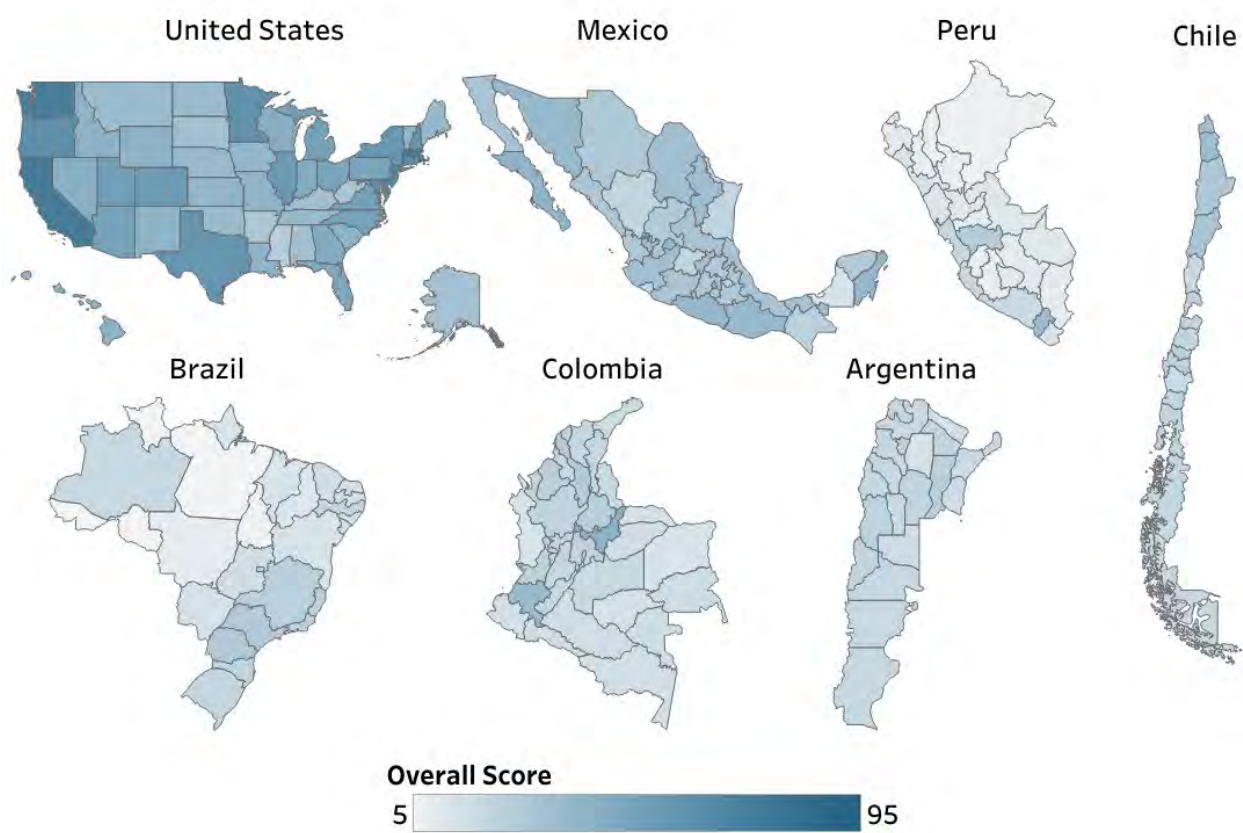 United States
Mexico
Peru
Chile
Brazil
Colombia
Argentina
Overall Score
5
95